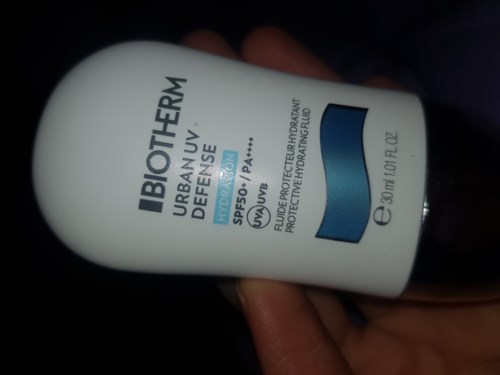 BIOTHERM
URBAN UV
DEFENSE
HYDRATION
SPF50+/PA++++
UVA UVB
FLUIDE PROTECTEUR HYDRATANT
PROTECTIVE HYDRATING FLUID
℮ 30 ml 1.01 FL.OZ